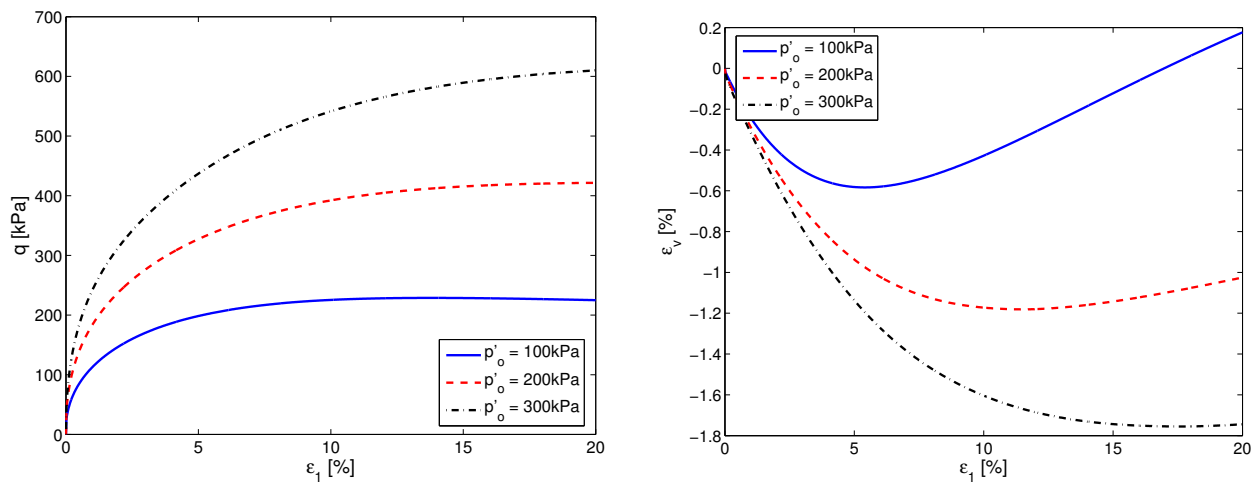 700
600
500
400
300
200
100
0
q [kPa]
0 5 10 15 20
ε1 [%]
p'o = 100kPa
p'o = 200kPa
p'o = 300kPa
0.2
0
−0.2
−0.4
−0.6
−0.8
−1
−1.2
−1.4
−1.6
−1.8
εv [%]
0 5 10 15 20
ε1 [%]
p'o = 100kPa
p'o = 200kPa
p'o = 300kPa